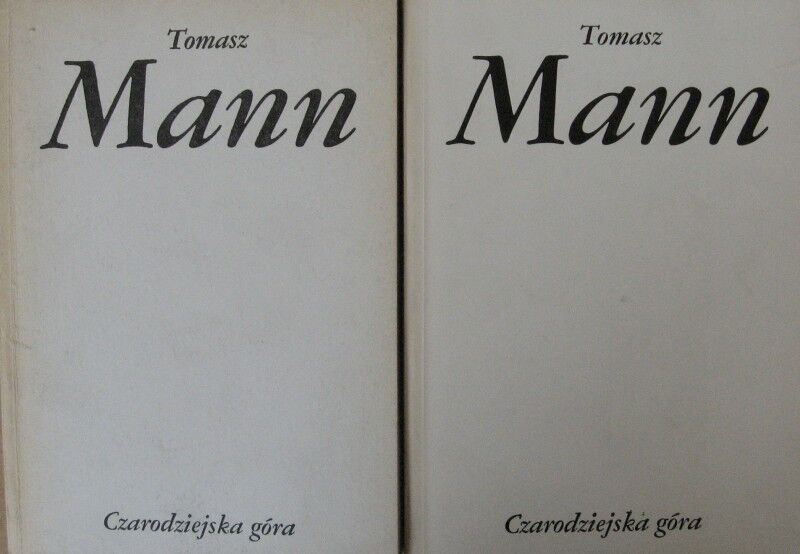 Tomasz
Mann
Czarodziejska góra
Tomasz
Mann
Czarodziejska góra